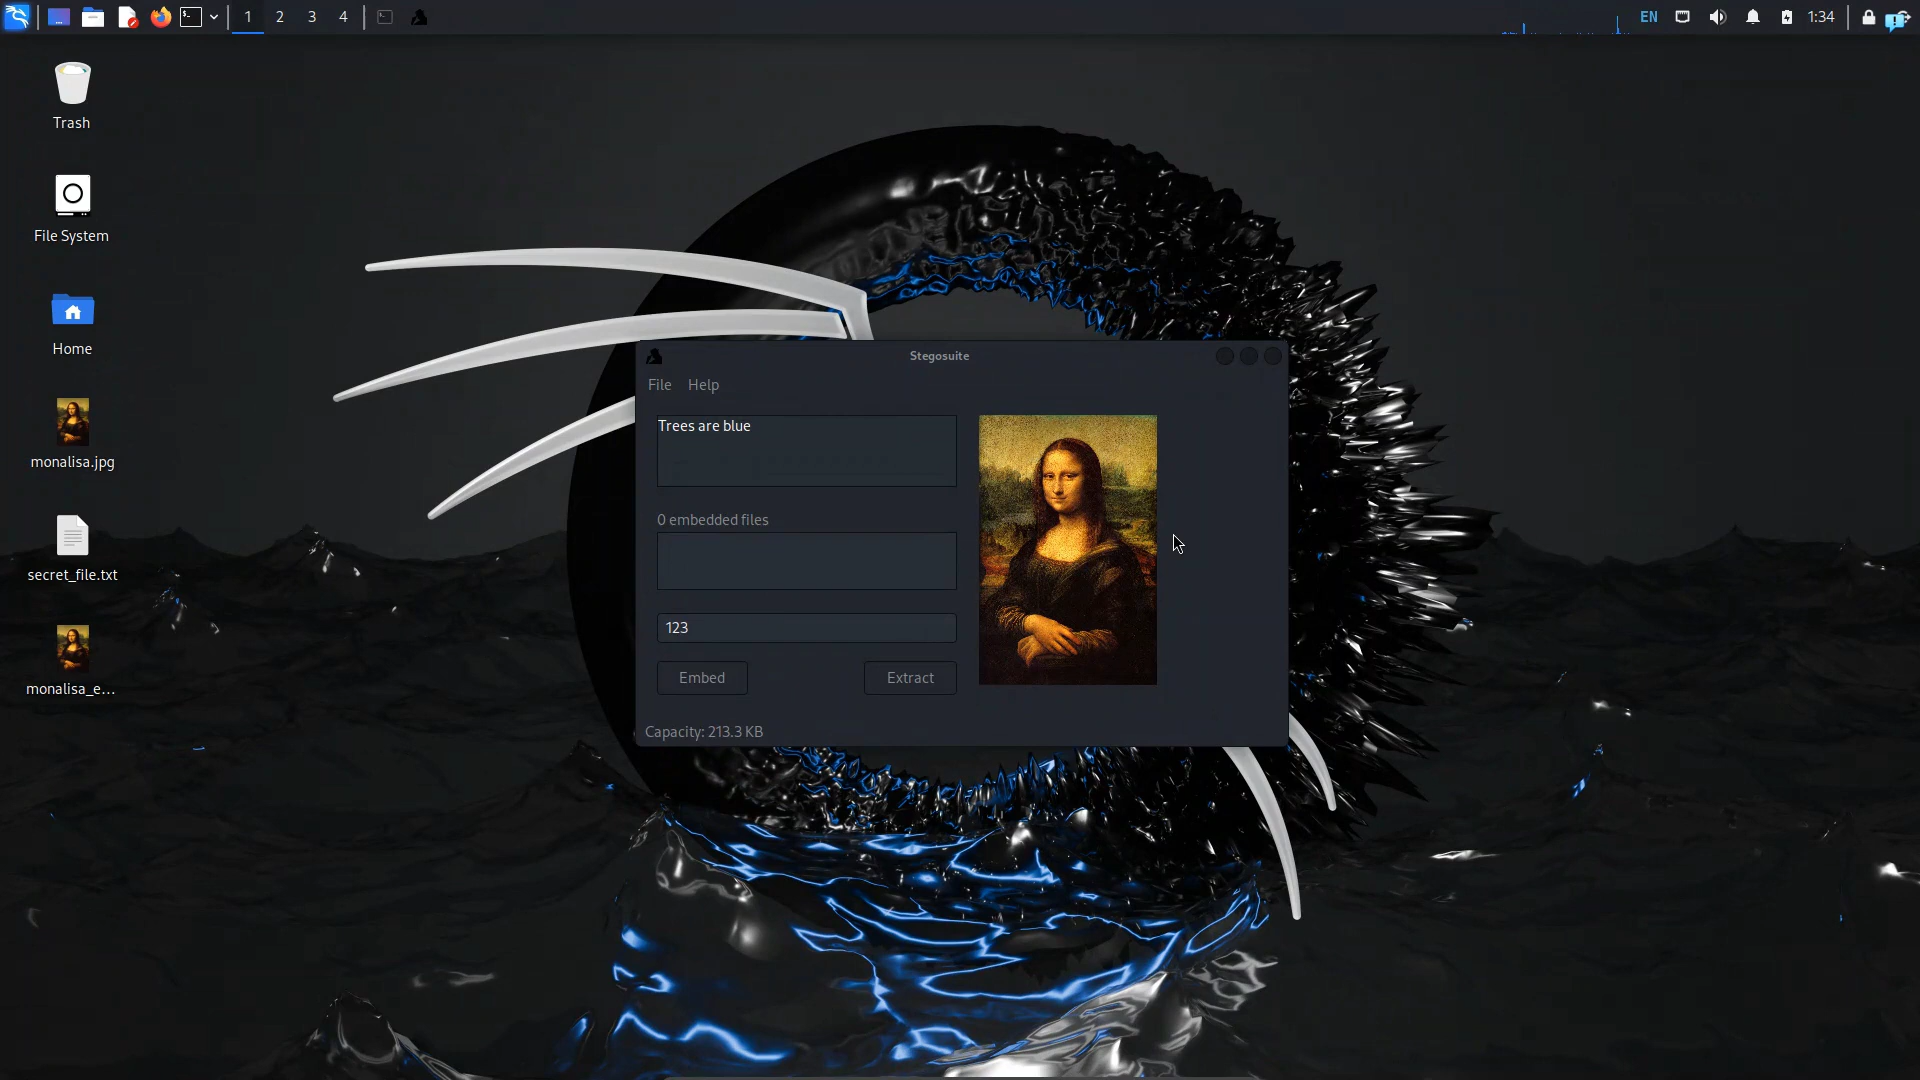 1 2 3 4
EN 1:34
Trash
File System
Home
monalisa.jpg
secret_file.txt
monalisa_e...
Stegosuite
File Help
Trees are blue
0 embedded files
123
Embed Extract
Capacity: 213.3 KB